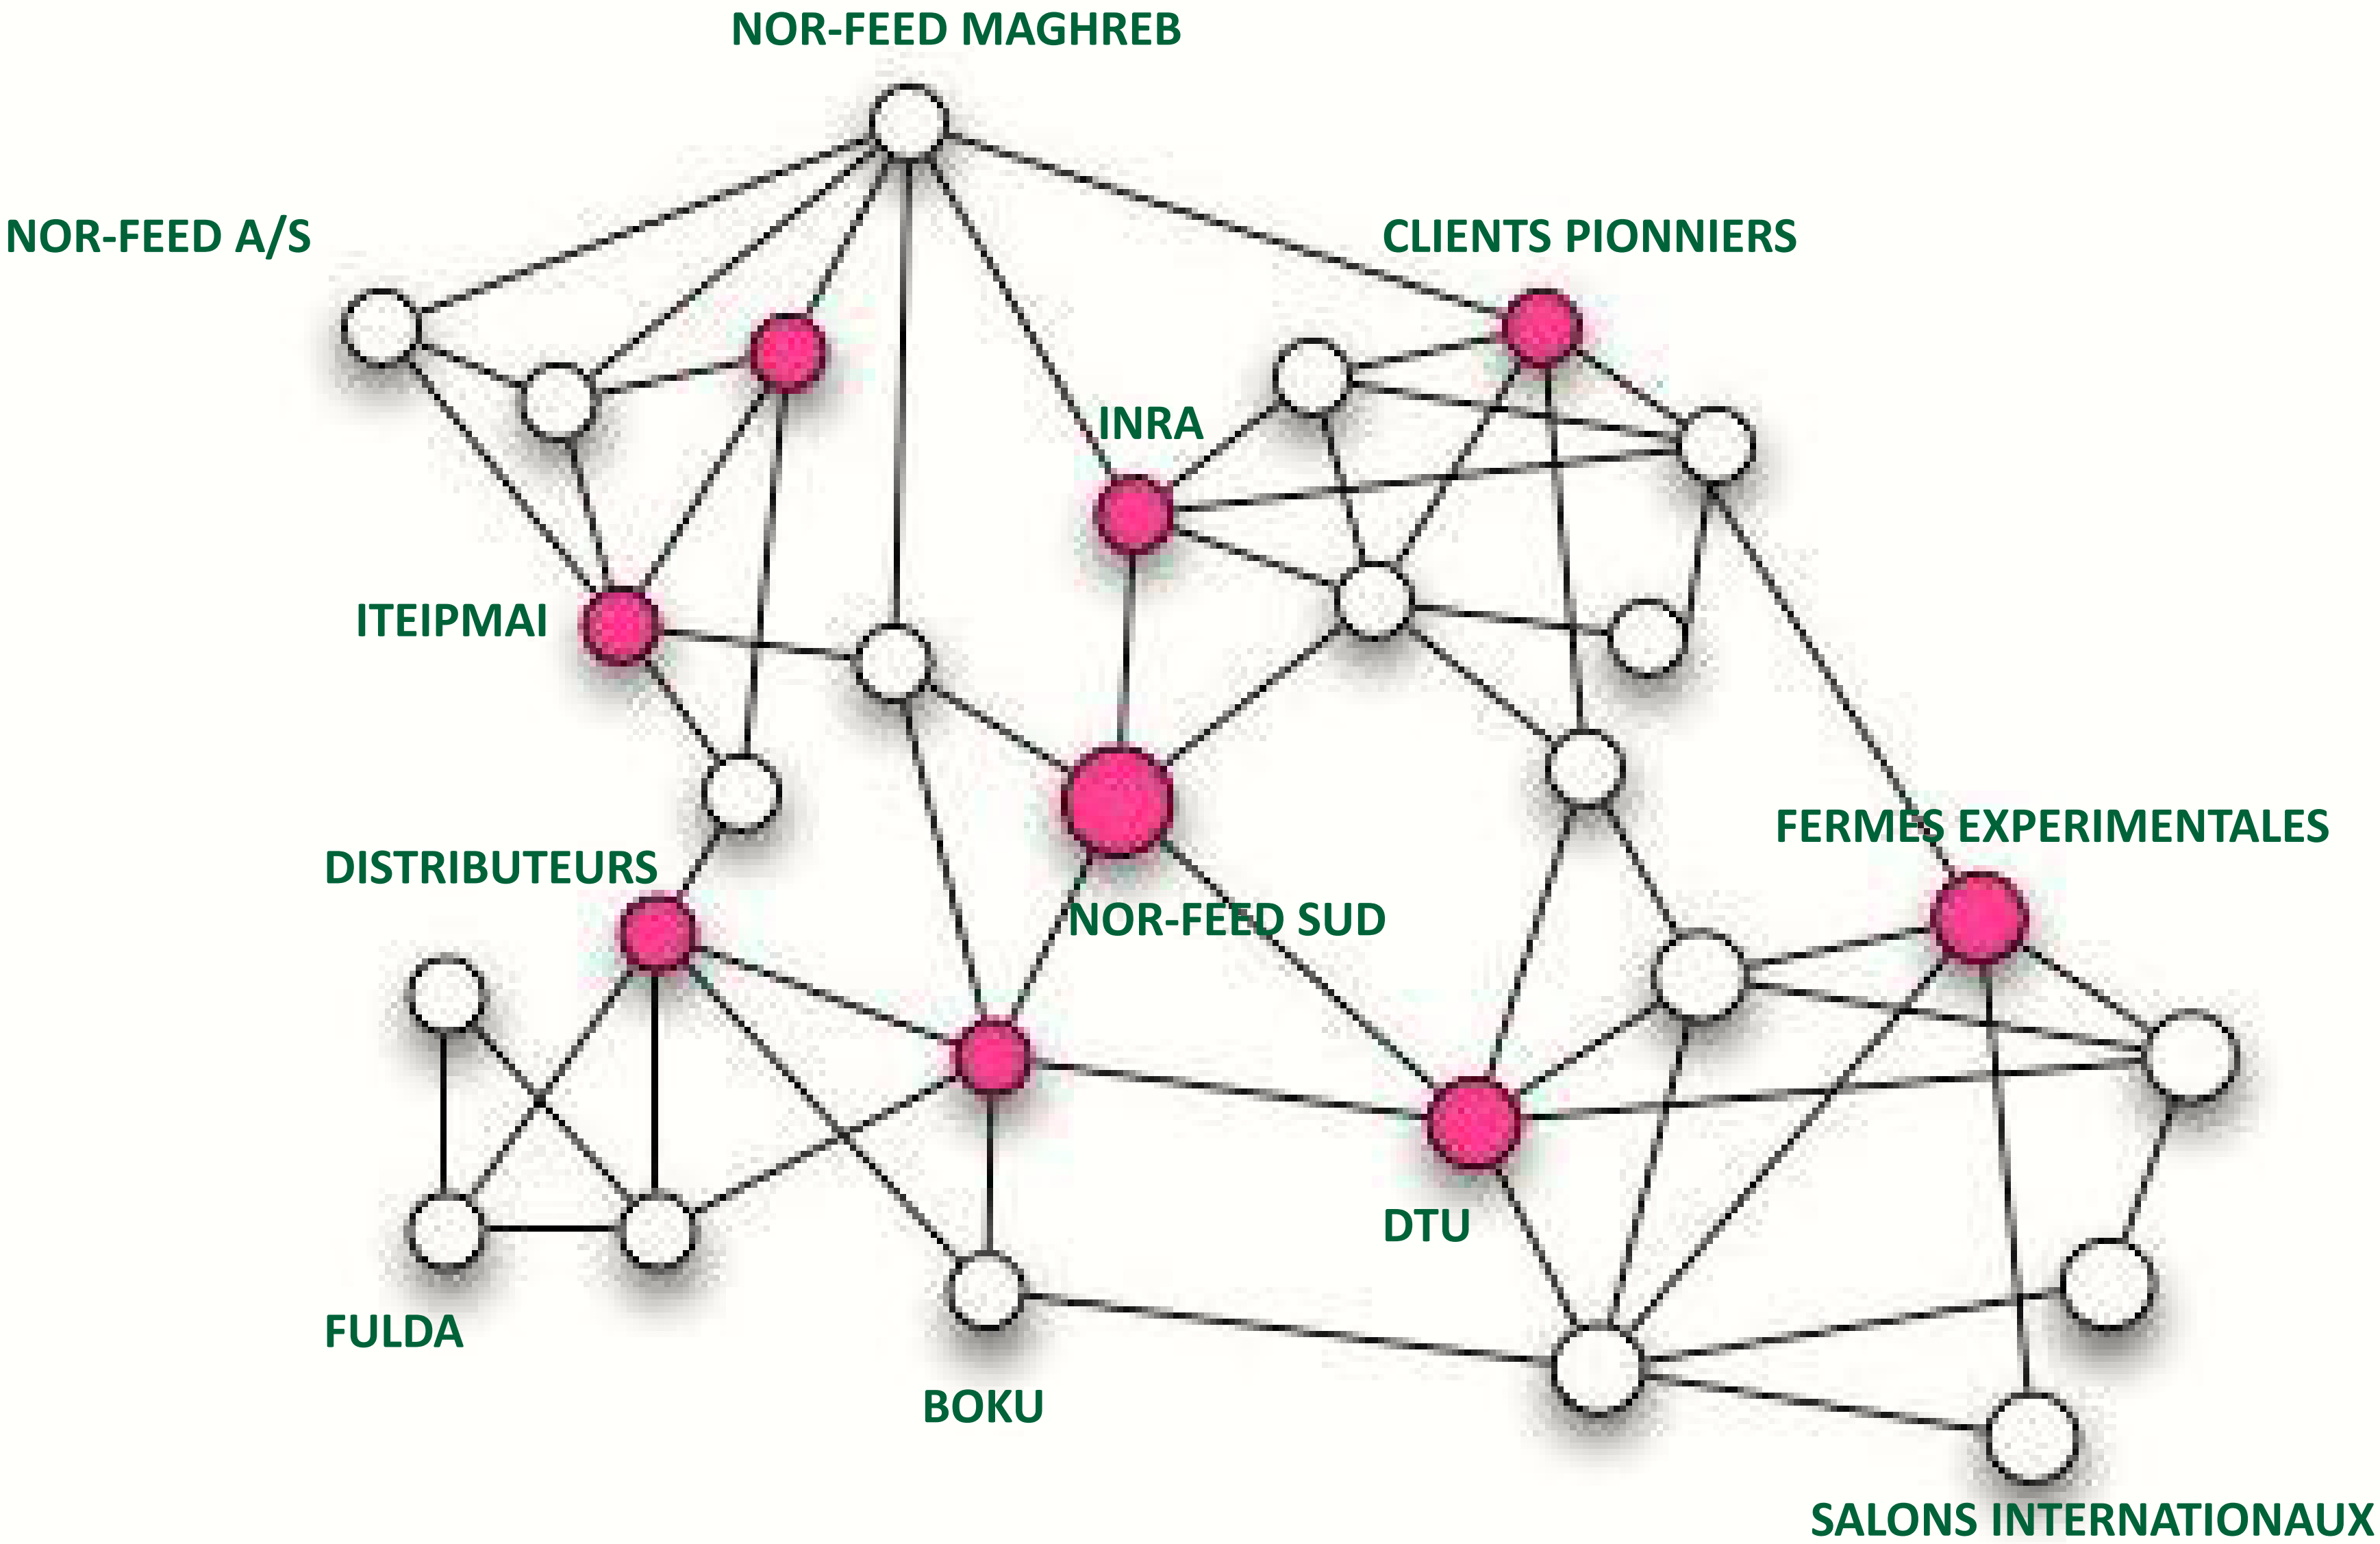 NOR-FEED MAGHREB
NOR-FEED A/S
CLIENTS PIONNIERS
INRA
ITEIPMAI
FERMES EXPERIMENTALES
DISTRIBUTEURS
NOR-FEED SUD
DTU
FULDA
BOKU
SALONS INTERNATIONAUX